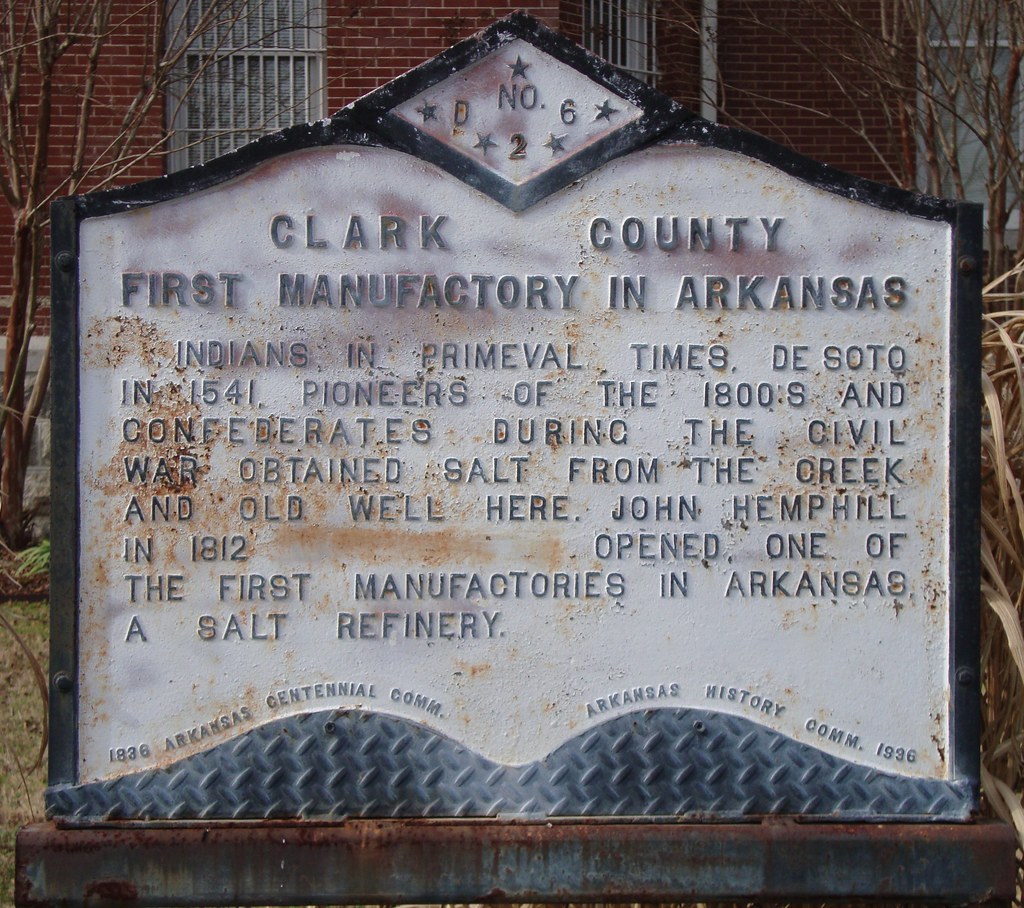 NO.
D 6
2
CLARK COUNTY
FIRST MANUFACTORY IN ARKANSAS
INDIANS IN PRIMEVAL TIMES, DE SOTO
IN 1541, PIONEERS OF THE 1800'S AND
CONFEDERATES DURING THE CIVIL
WAR OBTAINED SALT FROM THE CREEK
AND OLD WELL HERE. JOHN HEMPHILL
IN 1812 OPENED, ONE OF
THE FIRST MANUFACTORIES IN ARKANSAS,
A SALT REFINERY.
1836 ARKANSAS CENTENNIAL COMM.
ARKANSAS HISTORY COMM. 1936